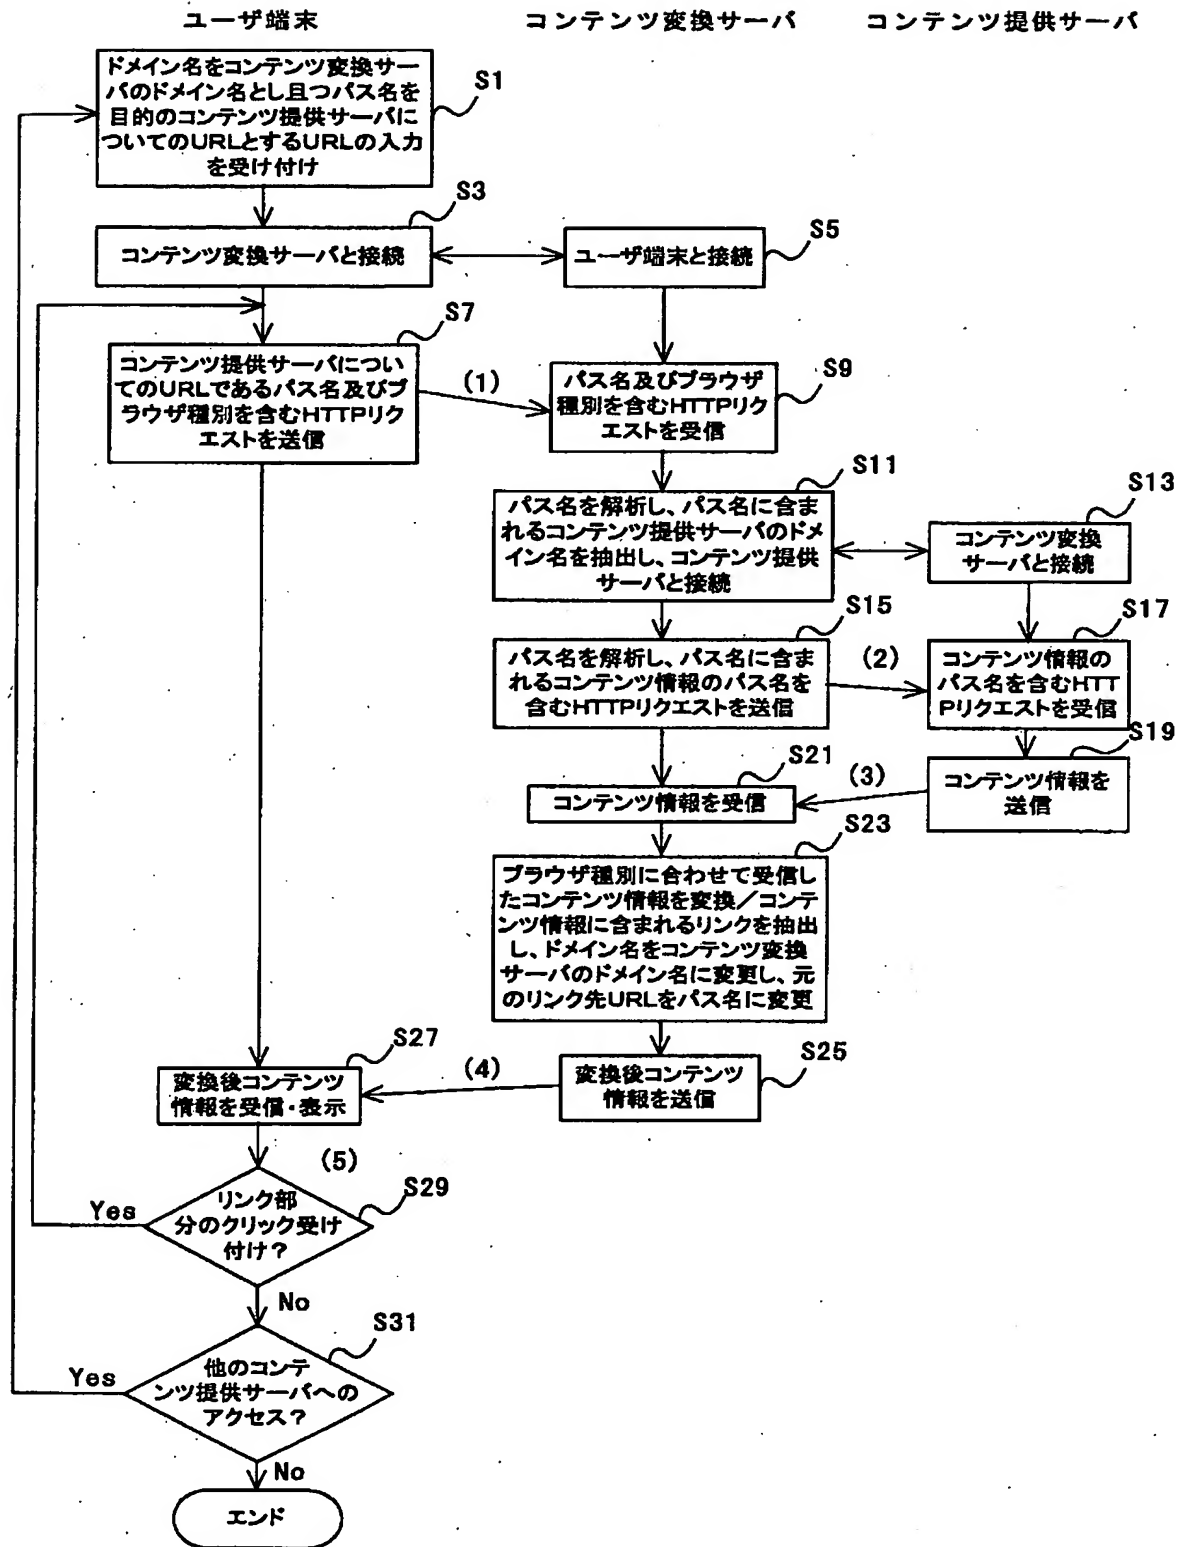 ユーザ端末
コンテンツ変換サーバ
コンテンツ提供サーバ
ドメイン名をコンテンツ変換サー
バのドメイン名とし且つパス名を
目的のコンテンツ提供サーバに
ついてのURLとするURLの入力
を受け付け
S1
S3
コンテンツ変換サーバと接続
S5
ユーザ端末と接続
S7
コンテンツ提供サーバについ
てのURLであるパス名及びブ
ラウザ種別を含むHTTPリク
エストを送信
(1)
S9
パス名及びブラウザ
種別を含むHTTPリク
エストを受信
S11
パス名を解析し、パス名に含ま
れるコンテンツ提供サーバのドメ
イン名を抽出し、コンテンツ提供
サーバと接続
S13
コンテンツ変換
サーバと接続
S15
パス名を解析し、パス名に含ま
れるコンテンツ情報のパス名を
含むHTTPリクエストを送信
(2)
S17
コンテンツ情報の
パス名を含むHTT
Pリクエストを受信
S19
コンテンツ情報を
送信
(3)
S21
コンテンツ情報を受信
S23
ブラウザ種別に合わせて受信し
たコンテンツ情報を変換／コンテ
ンツ情報に含まれるリンクを抽出
し、ドメイン名をコンテンツ変換
サーバのドメイン名に変更し、元
のリンク先URLをパス名に変更
S25
変換後コンテンツ
情報を送信
(4)
S27
変換後コンテンツ
情報を受信・表示
(5)
S29
リンク部
分のクリック受け
付け？
Yes
No
S31
他のコンテ
ンツ提供サーバへの
アクセス？
Yes
No
エンド